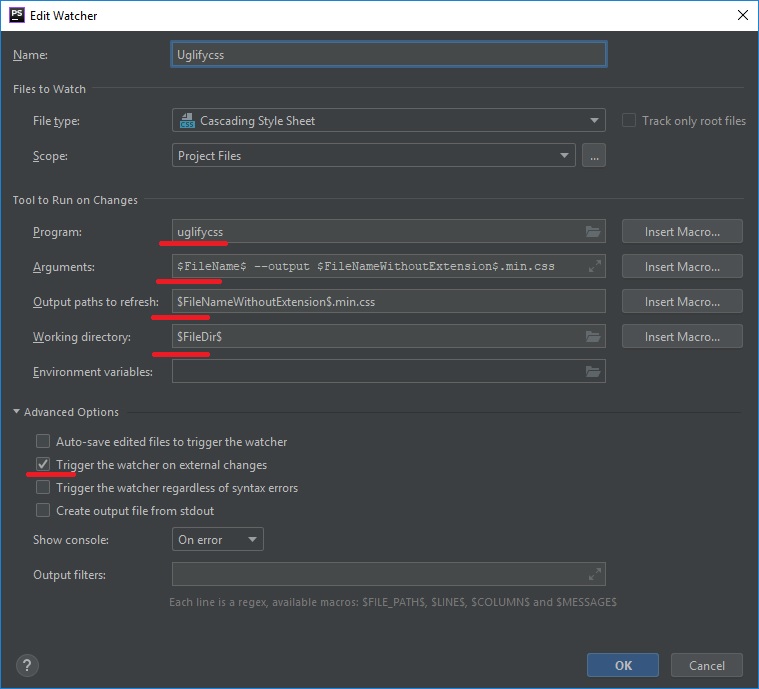 PS Edit Watcher
Name: Uglifycss
Files to Watch
File type: CSS Cascading Style Sheet Track only root files
Scope: Project Files ...
Tool to Run on Changes
Program: uglifycss Insert Macro...
Arguments: $FileName$ --output $FileNameWithoutExtension$.min.css Insert Macro...
Output paths to refresh: $FileNameWithoutExtension$.min.css Insert Macro...
Working directory: $FileDir$ Insert Macro...
Environment variables:
Advanced Options
Auto-save edited files to trigger the watcher
Trigger the watcher on external changes
Trigger the watcher regardless of syntax errors
Create output file from stdout
Show console: On error
Output filters:
Each line is a regex, available macros: $FILE_PATH$, $LINE$, $COLUMN$ and $MESSAGE$
? OK Cancel